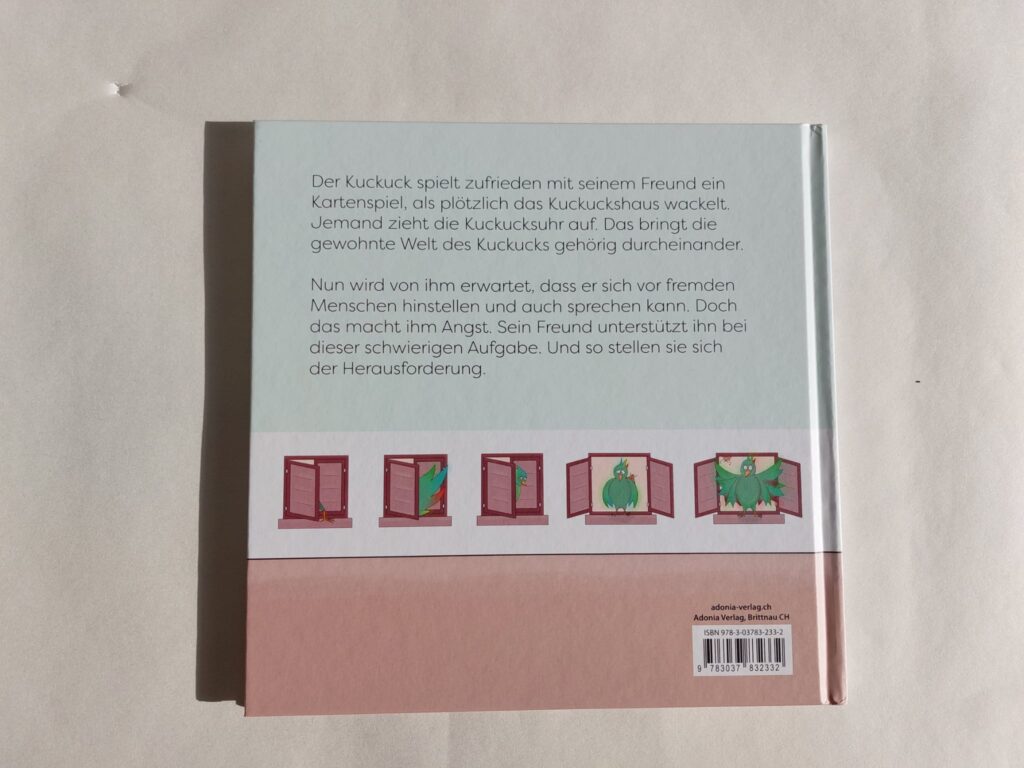 Der Kuckuck spielt zufrieden mit seinem Freund ein
Kartenspiel, als plötzlich das Kuckuckshaus wackelt.
Jemand zieht die Kuckucksuhr auf. Das bringt die
gewohnte Welt des Kuckucks gehörig durcheinander.
Nun wird von ihm erwartet, dass er sich vor fremden
Menschen hinstellen und auch sprechen kann. Doch
das macht ihm Angst. Sein Freund unterstützt ihn bei
dieser schwierigen Aufgabe. Und so stellen sie sich
der Herausforderung.
adonia-verlag.ch
Adonia Verlag, Brittnau CH
ISBN 978-3-03783-233-2
9 783037 832332